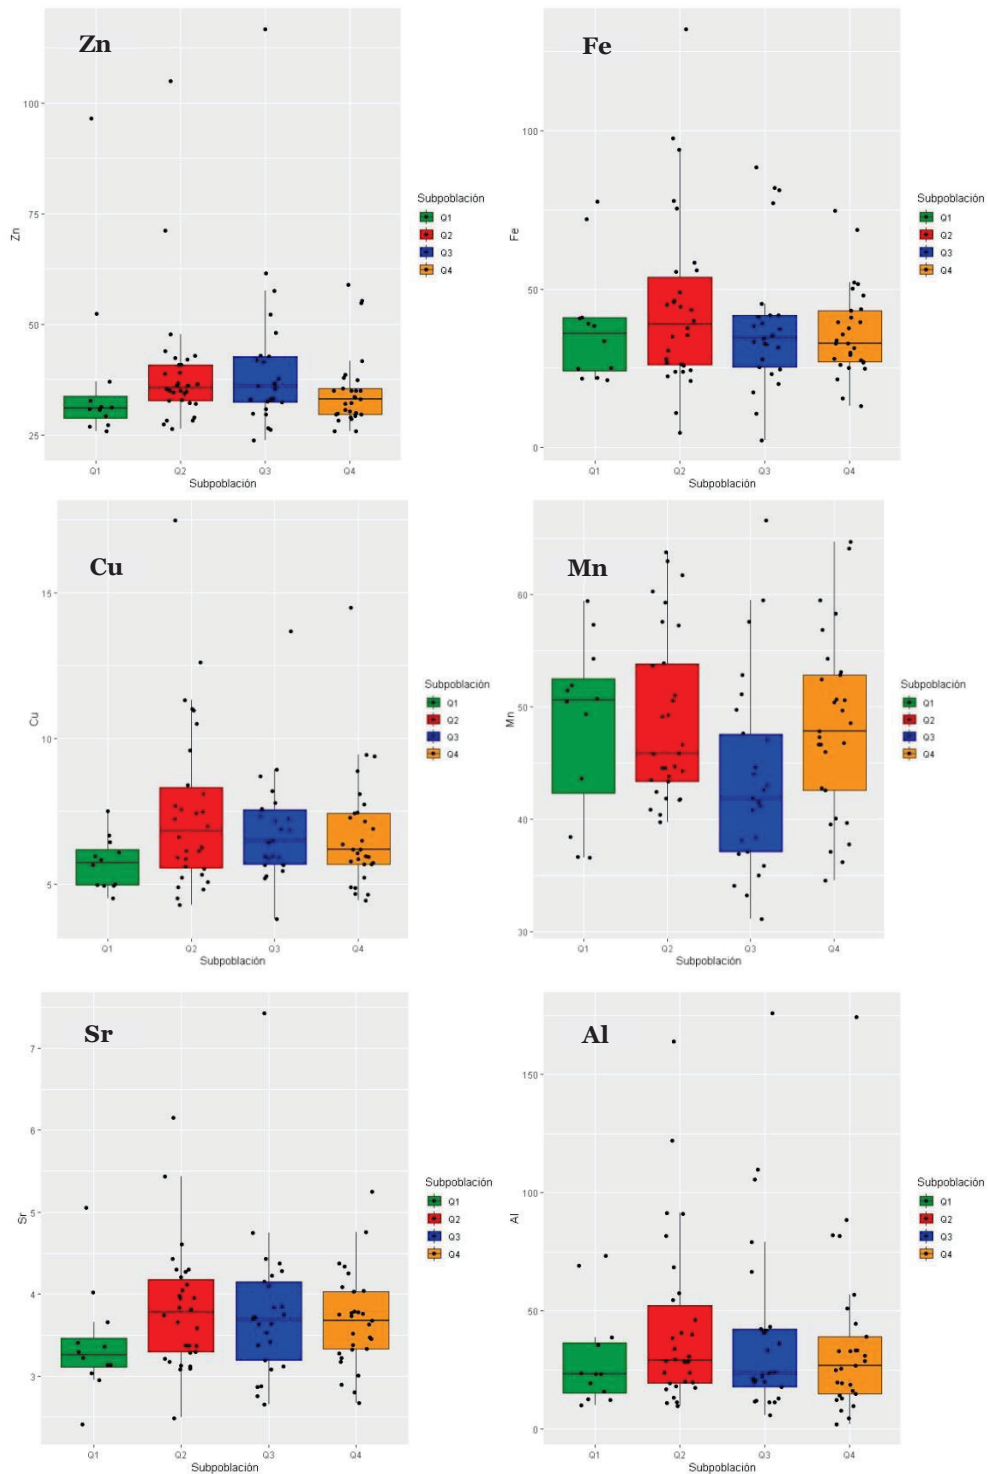 Zn
100
75
50
25
Zn
Q1 Q2 Q3 Q4
Subpoblación
Subpoblación
Q1
Q2
Q3
Q4
Fe
100
50
0
Fe
Q1 Q2 Q3 Q4
Subpoblación
Subpoblación
Q1
Q2
Q3
Q4
Cu
15
10
5
Cu
Q1 Q2 Q3 Q4
Subpoblación
Subpoblación
Q1
Q2
Q3
Q4
Mn
60
50
40
30
Mn
Q1 Q2 Q3 Q4
Subpoblación
Subpoblación
Q1
Q2
Q3
Q4
Sr
7
6
5
4
3
Sr
Q1 Q2 Q3 Q4
Subpoblación
Subpoblación
Q1
Q2
Q3
Q4
Al
150
100
50
0
Al
Q1 Q2 Q3 Q4
Subpoblación
Subpoblación
Q1
Q2
Q3
Q4